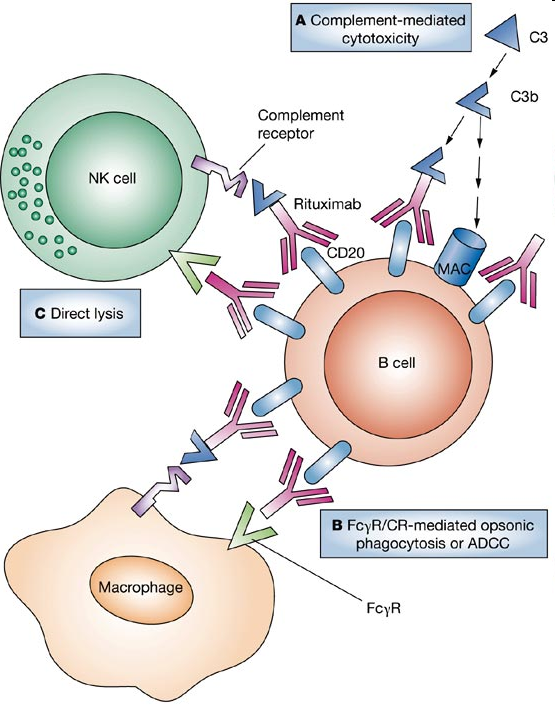 A Complement-mediated
cytotoxicity
C3
C3b
Complement
receptor
NK cell
Rituximab
CD20
MAC
C Direct lysis
B cell
B FcγR/CR-mediated opsonic
phagocytosis or ADCC
Macrophage
FcγR